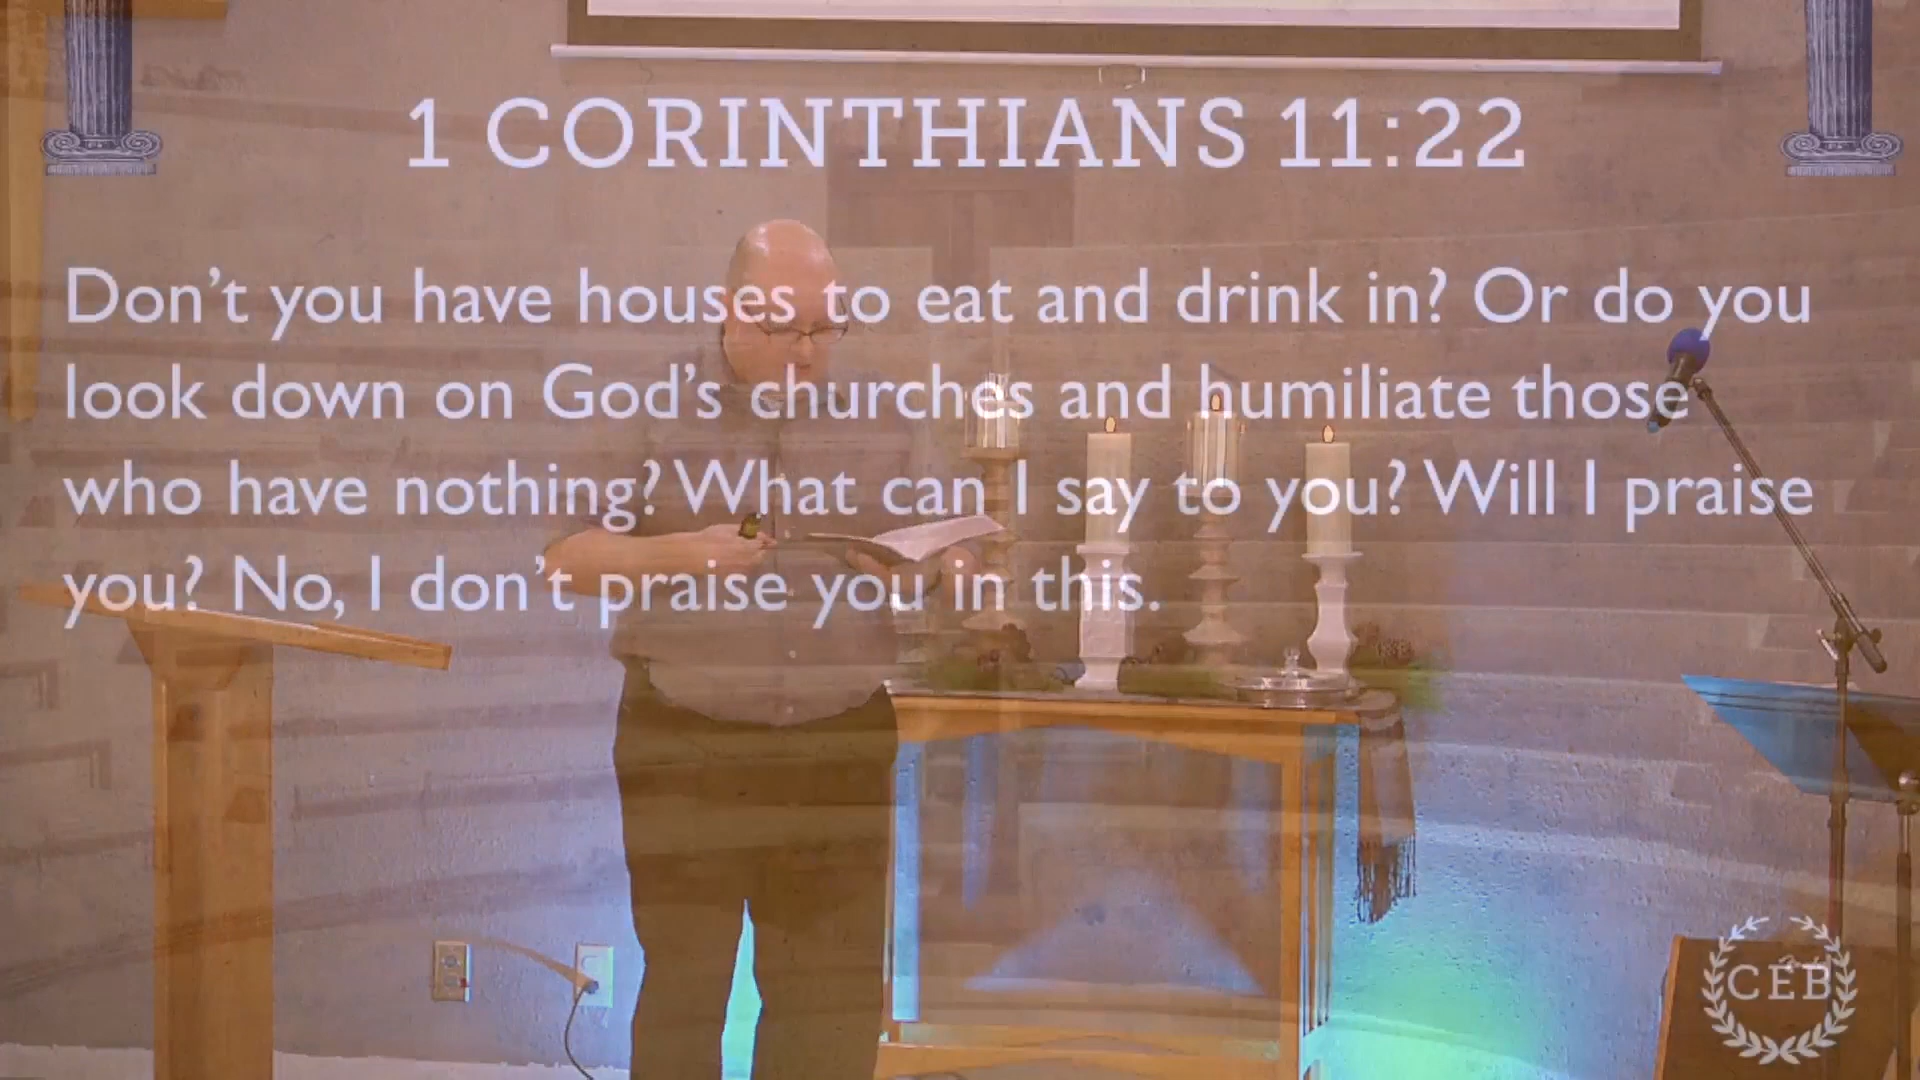 1 CORINTHIANS 11:22
Don't you have houses to eat and drink in? Or do you
look down on God's churches and humiliate those
who have nothing? What can I say to you? Will I praise
you? No, I don't praise you in this.
CEB